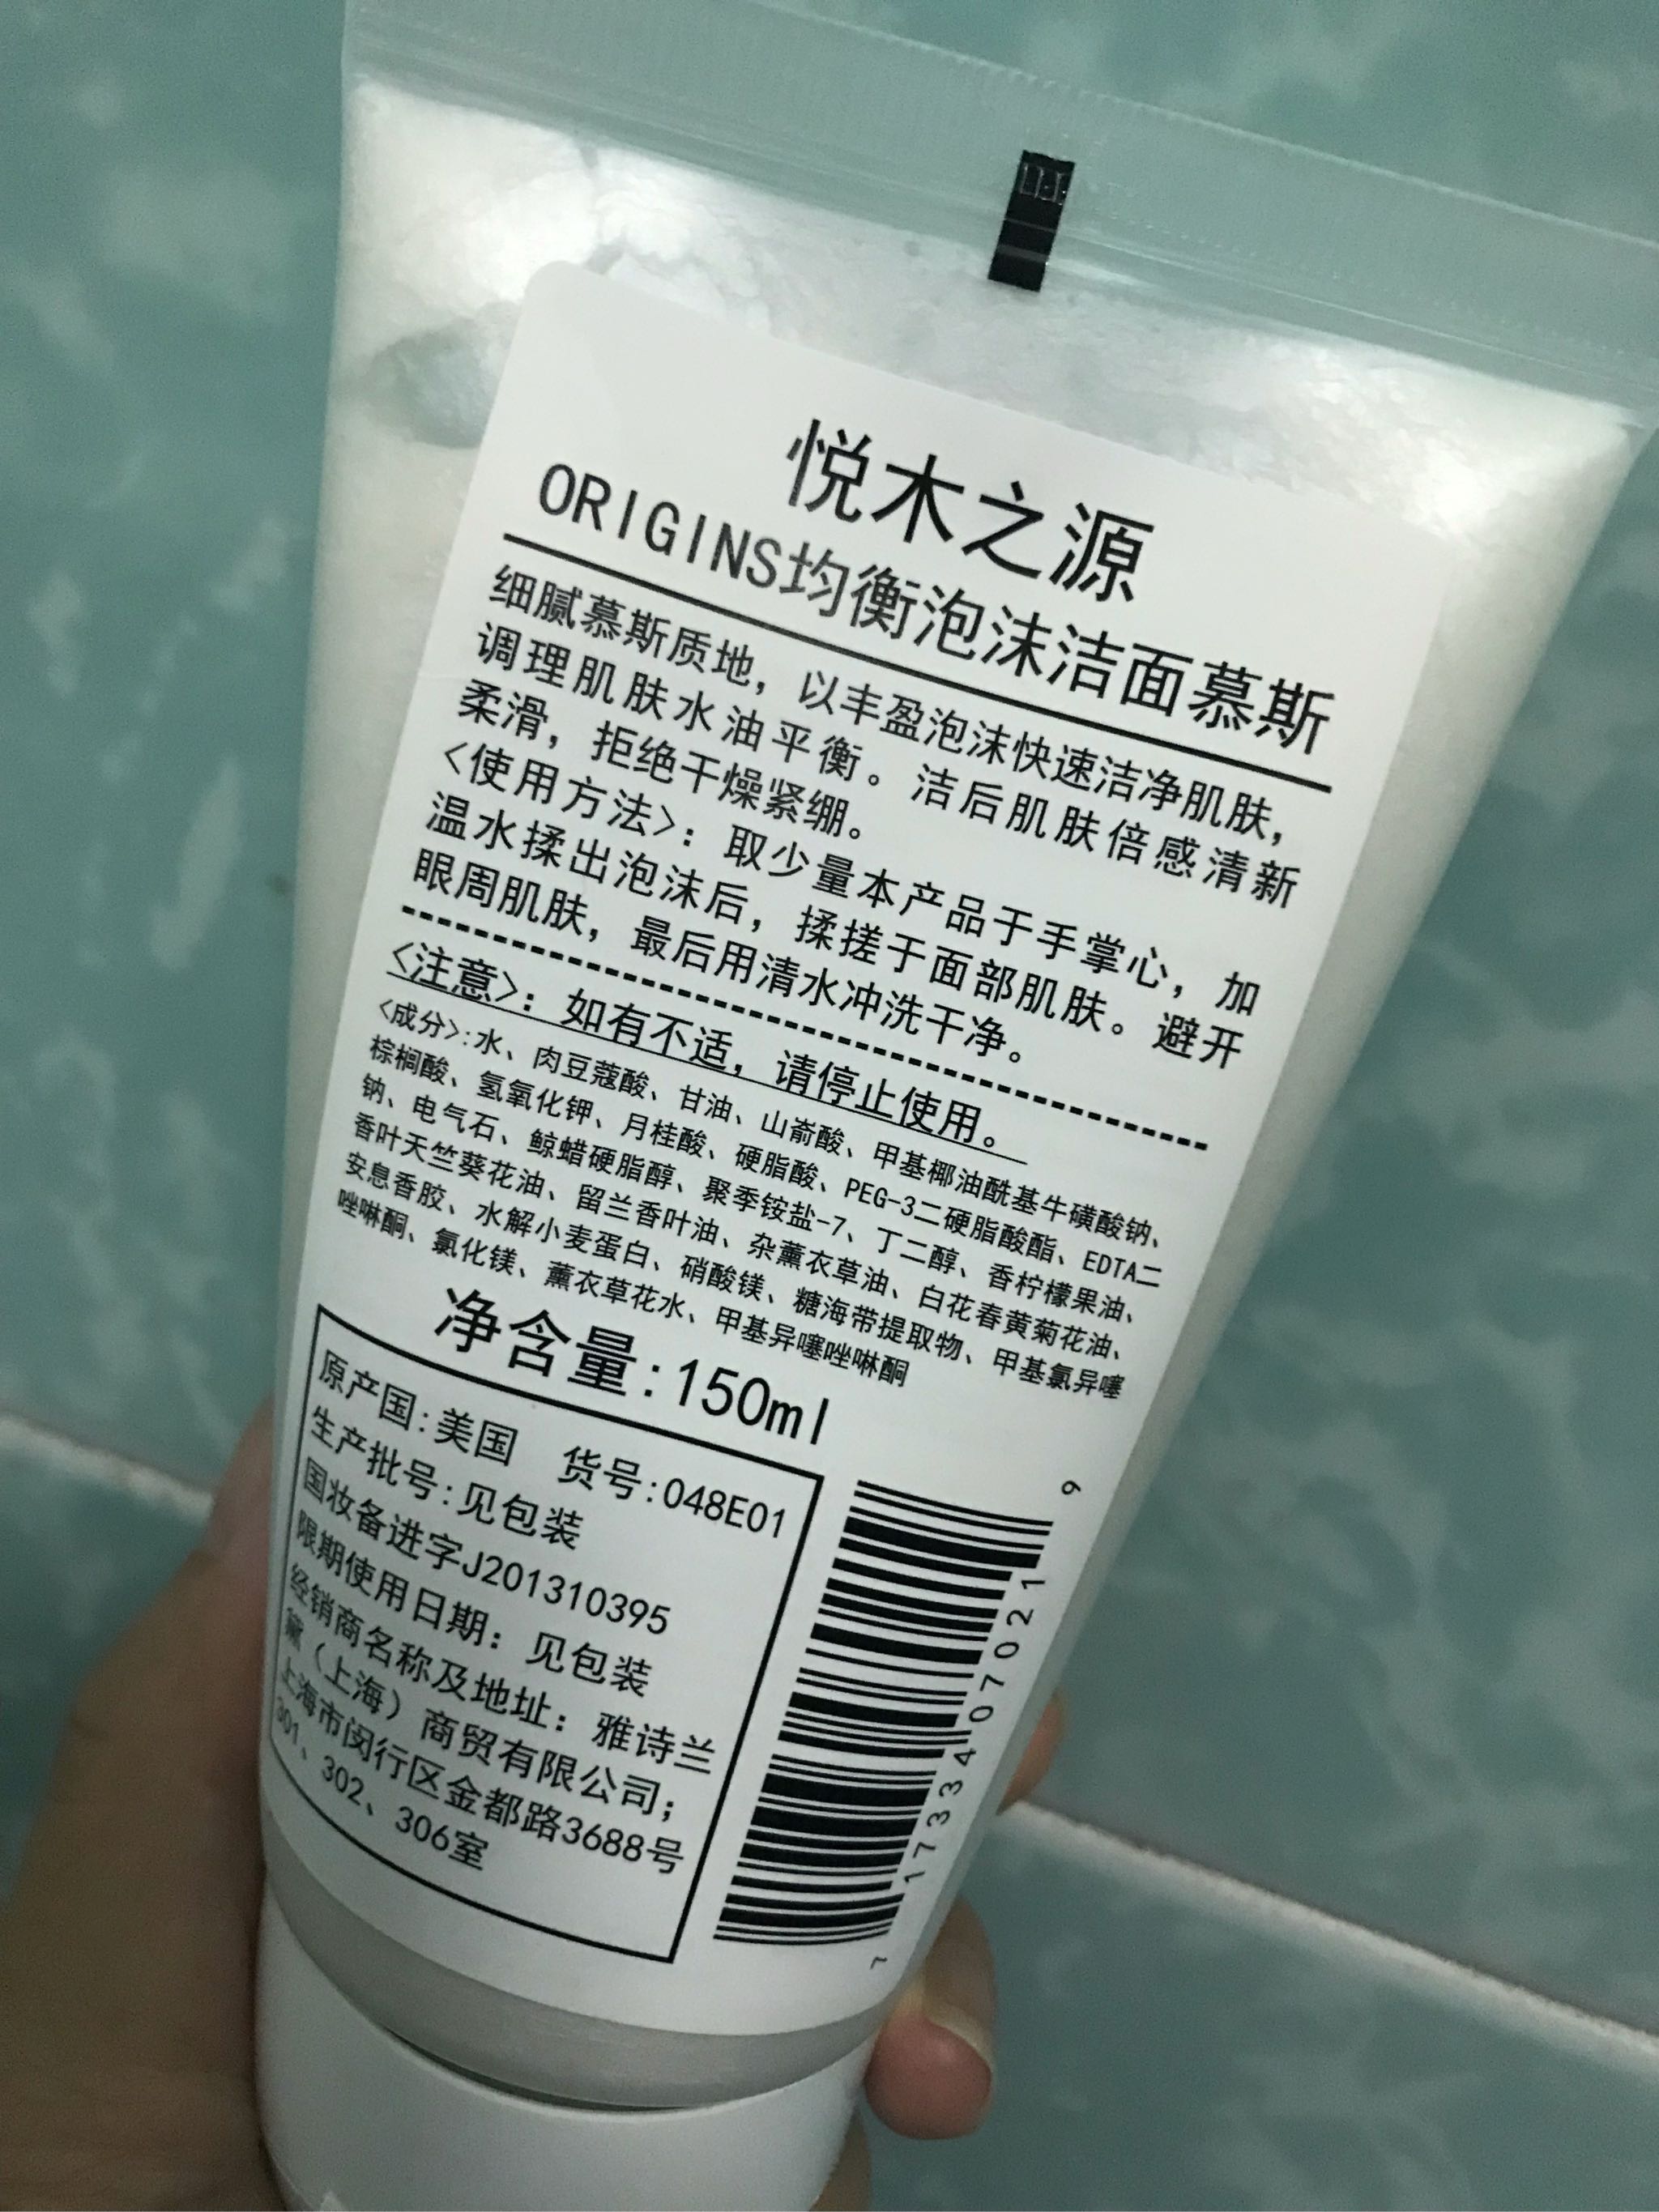 悦木之源
ORIGINS均衡泡沫洁面慕斯
细腻慕斯质地，以丰盈泡沫快速洁净肌肤，
调理肌肤水油平衡。洁后肌肤倍感清新
柔滑，拒绝干燥紧绷。
<使用方法>：取少量本产品于手掌心，加
温水揉出泡沫后，揉搓于面部肌肤。避开
眼周肌肤，最后用清水冲洗干净。
<注意>：如有不适，请停止使用。
<成分>:水、肉豆蔻酸、甘油、山嵛酸、甲基椰油酰基牛磺酸钠、
棕榈酸、氢氧化钾、月桂酸、硬脂酸、PEG-3二硬脂酸酯、EDTA二
钠、电气石、鲸蜡硬脂醇、聚季铵盐-7、丁二醇、香柠檬果油、
香叶天竺葵花油、留兰香叶油、杂薰衣草油、白花春黄菊花油、
安息香胶、水解小麦蛋白、硝酸镁、糖海带提取物、甲基氯异噻
唑啉酮、氯化镁、薰衣草花水、甲基异噻唑啉酮
净含量:150ml
原产国:美国 货号:048E01
生产批号:见包装
国妆备进字J201310395
限期使用日期：见包装
经销商名称及地址：雅诗兰
黛（上海）商贸有限公司；
上海市闵行区金都路3688号
301、302、306室
7 17334 07021 9